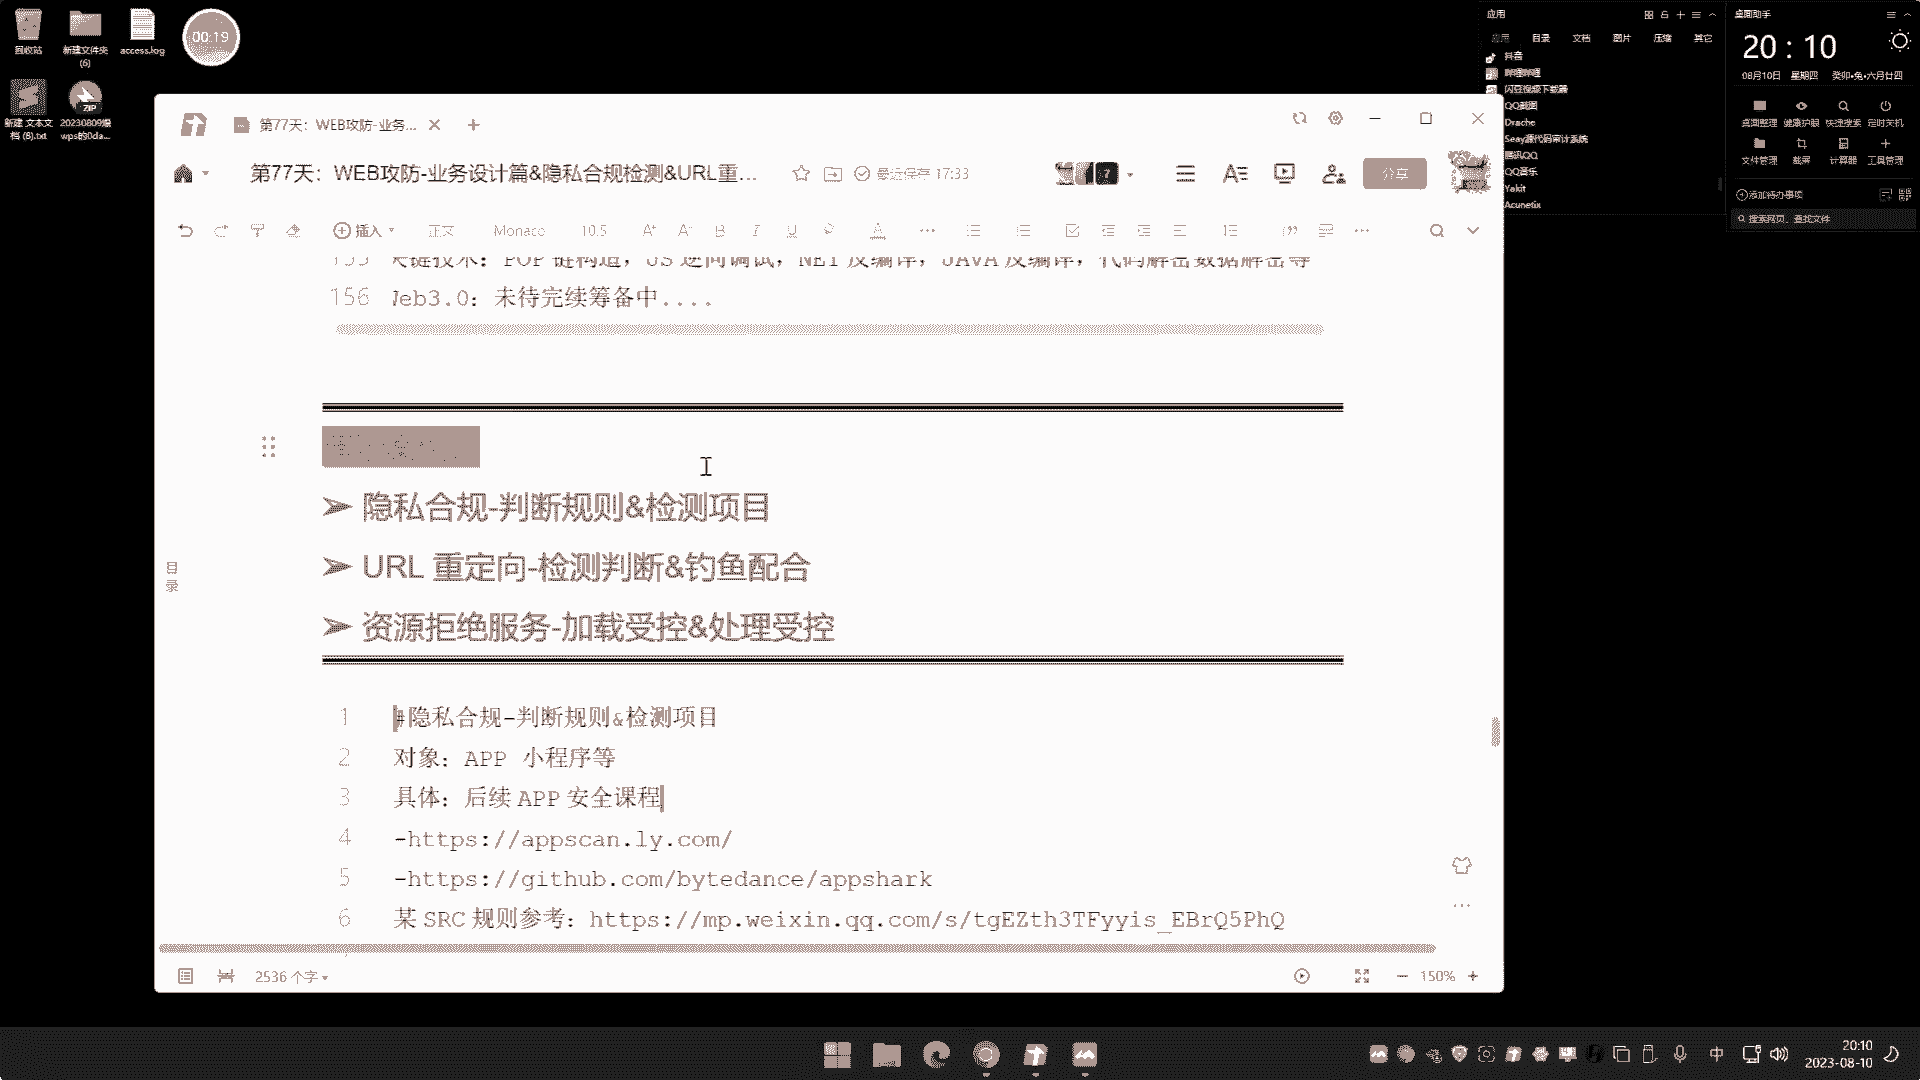 回收站
新建文件夹 (6)
access.log
00:19
新建 文本文档 (8).txt
ZIP
20230809爆wps的0da...
应用
应用 目录 文档 图片 压缩 其它
抖音
哔哩哔哩
闪豆视频下载器
QQ截图
Seay源代码审计系统
腾讯QQ
QQ音乐
Yakit
Acunetix
桌面助手
20 : 10
08月10日 星期四 癸卯•兔•六月廿四
桌面整理 健康护眼 快速搜索 定时关机
文件管理 截屏 计算器 工具管理
添加待办事项
搜索网页、查找文件
第77天：WEB攻防-业务...
第77天：WEB攻防-业务设计篇&隐私合规检测&URL重...
最近保存 17:33
7
分享
插入
正文
Monaco
10.5
155 关键技术：POP 链构造，JS 逆向调试，NET 反编译，JAVA 反编译，代码解密数据解密等
156 Web3.0：未待完续筹备中....
➢ 隐私合规-判断规则&检测项目
➢ URL 重定向-检测判断&钓鱼配合
➢ 资源拒绝服务-加载受控&处理受控
目录
1 #隐私合规-判断规则&检测项目
2 对象：APP 小程序等
3 具体：后续 APP 安全课程
4 -https://appscan.ly.com/
5 -https://github.com/bytedance/appshark
6 某 SRC 规则参考：https://mp.weixin.qq.com/s/tgEZth3TFyyis_EBrQ5PhQ
2536 个字
150%
中
20:10
2023-08-10